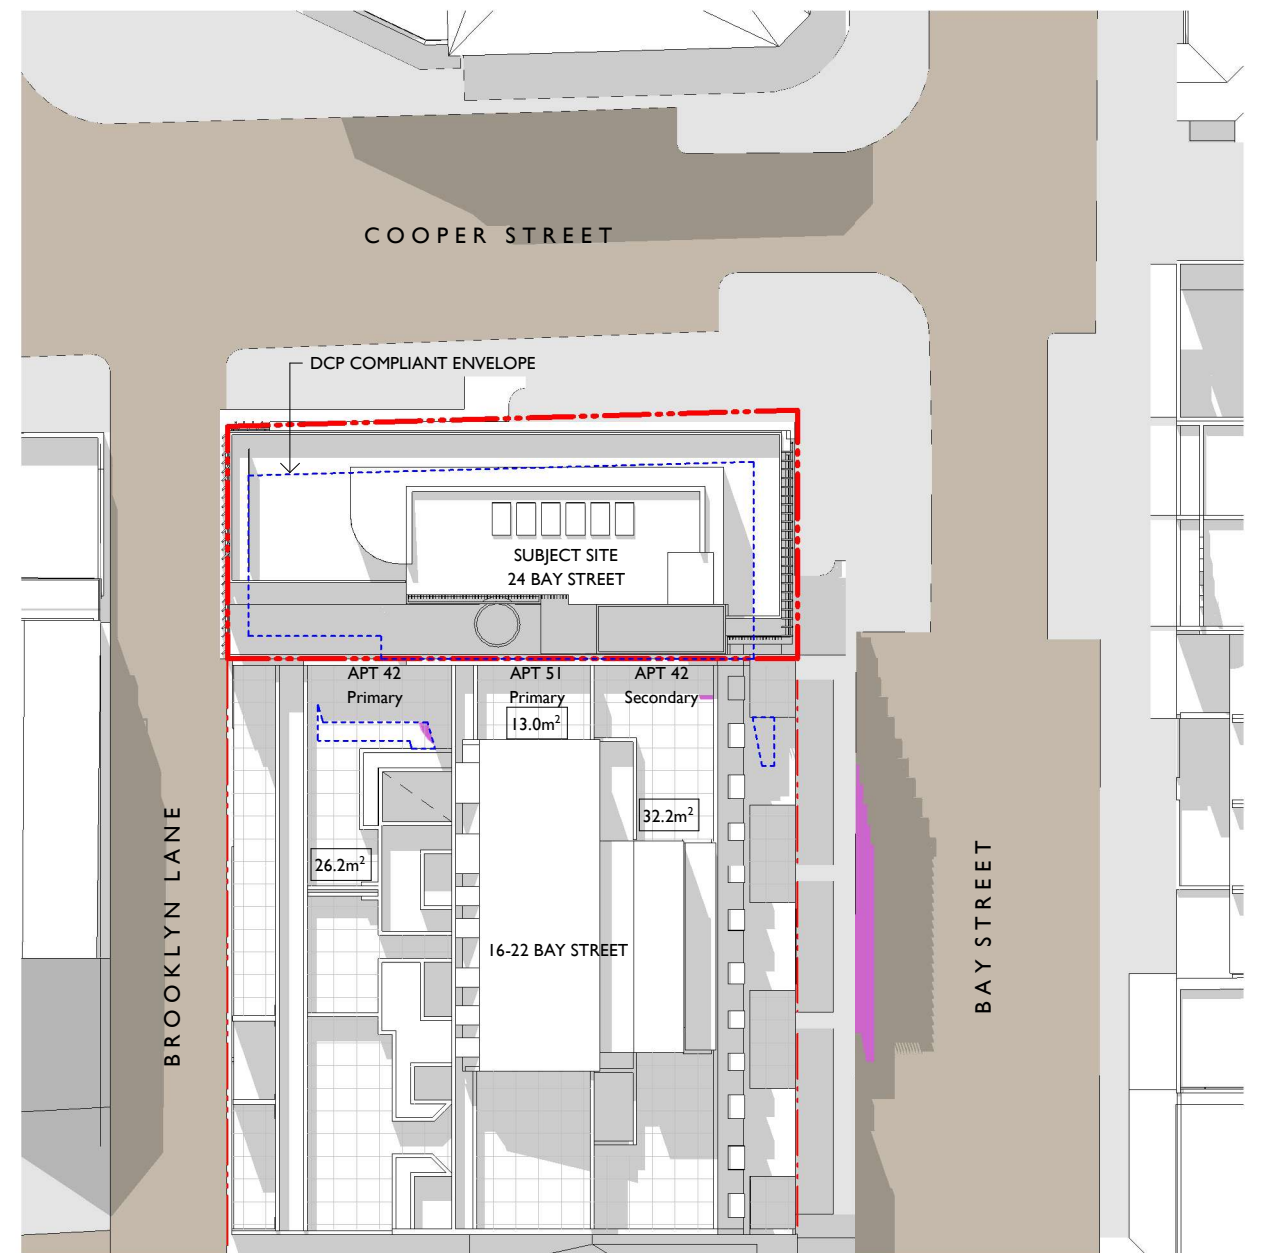 COOPER STREET
DCP COMPLIANT ENVELOPE
SUBJECT SITE
24 BAY STREET
APT 42
Primary
APT 51
Primary
13.0m²
APT 42
Secondary
32.2m²
26.2m²
16-22 BAY STREET
BROOKLYN LANE
BAY STREET